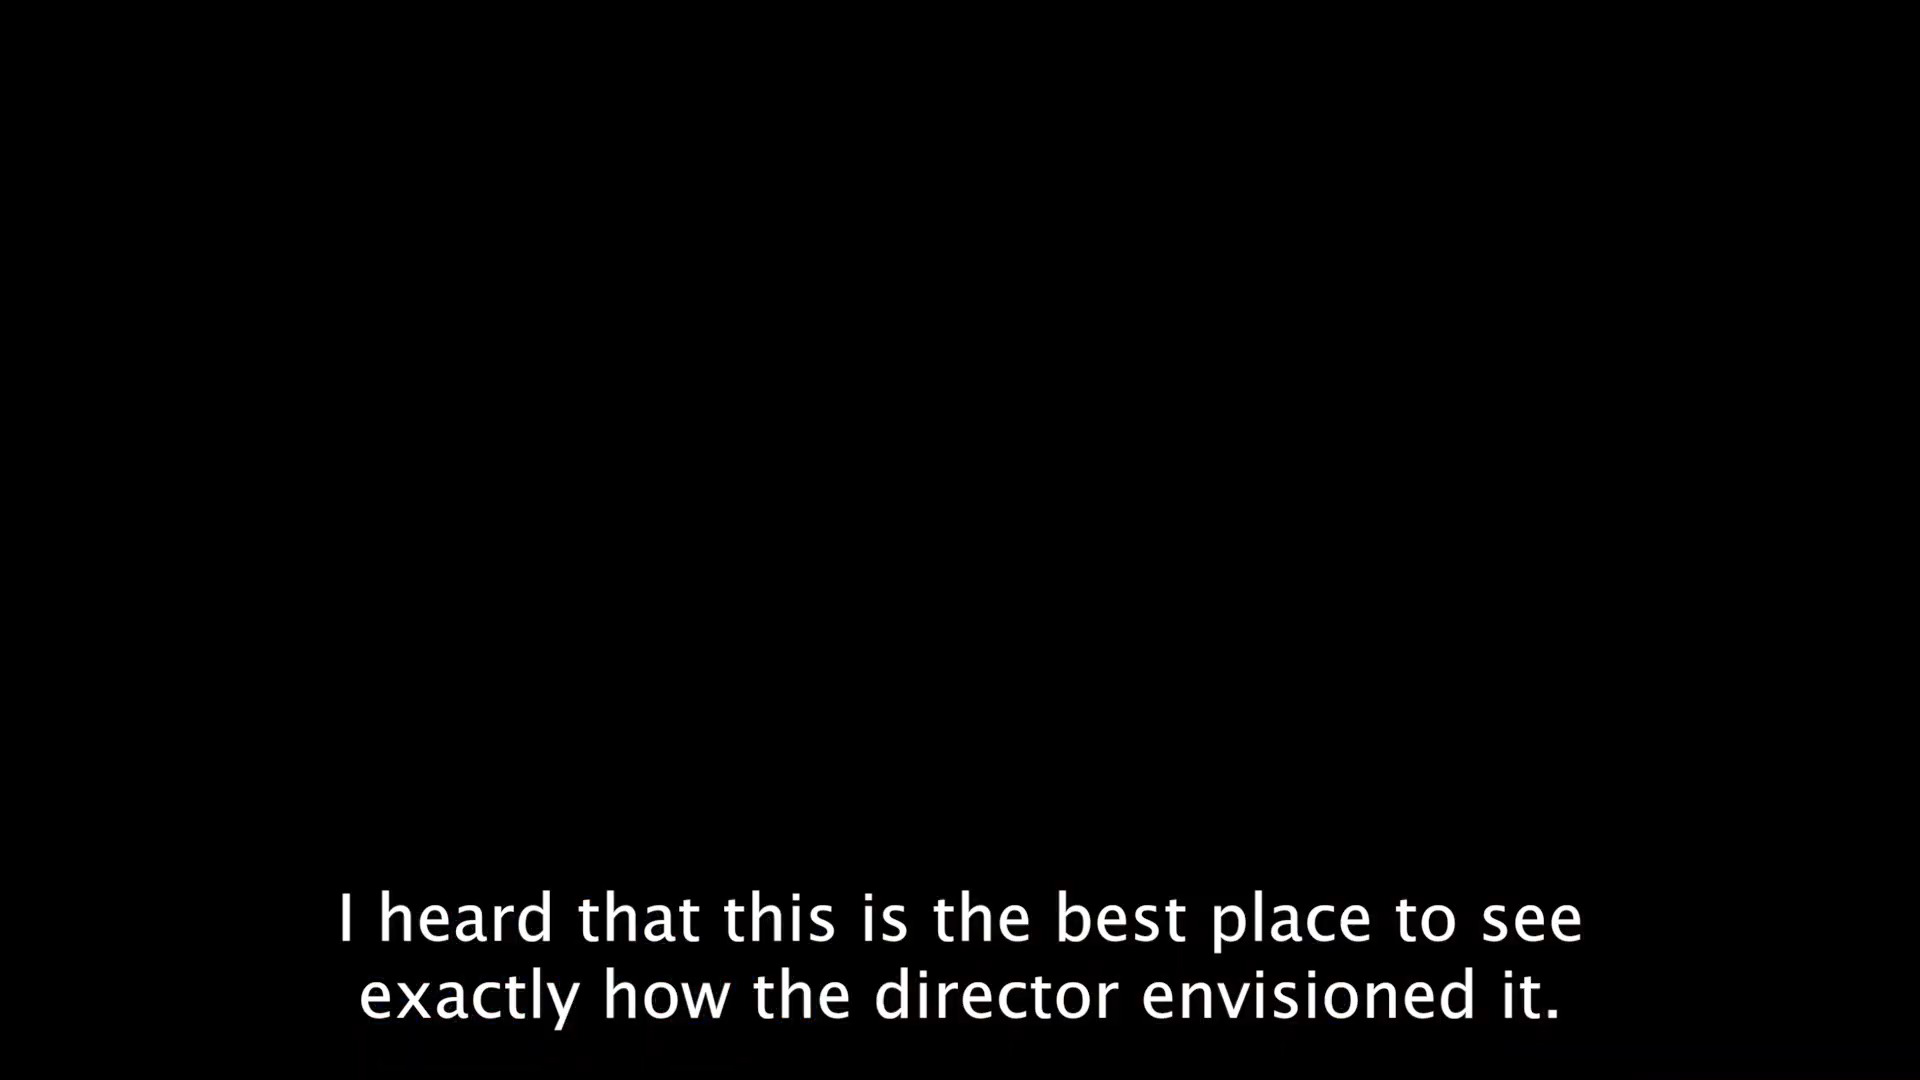 I heard that this is the best place to see
exactly how the director envisioned it.